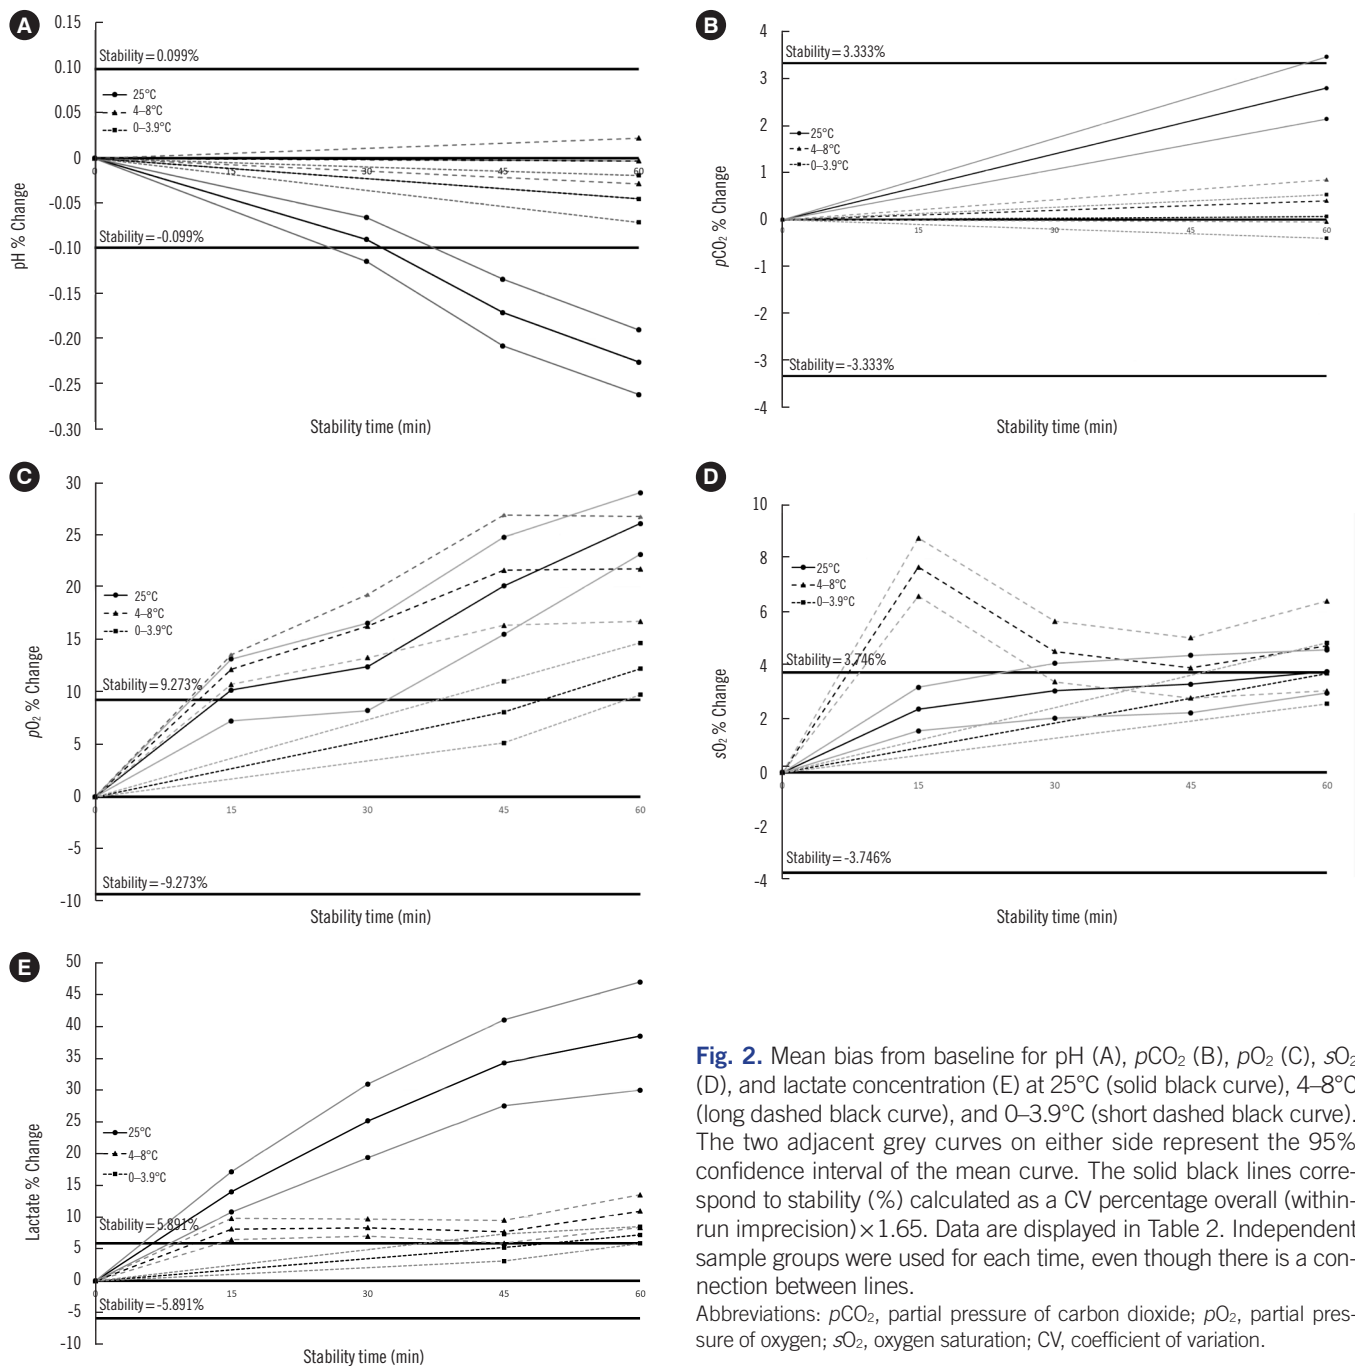 A
0.15
0.10
0.05
0
-0.05
-0.10
-0.15
-0.20
-0.25
-0.30
pH % Change
Stability = 0.099%
25°C
4–8°C
0–3.9°C
0
15
30
45
60
Stability = -0.099%
Stability time (min)
B
4
3
2
1
0
-1
-2
-3
-4
pCO2 % Change
Stability = 3.333%
25°C
4–8°C
0–3.9°C
0
15
30
45
60
Stability = -3.333%
Stability time (min)
C
30
25
20
15
10
5
0
-5
-10
pO2 % Change
25°C
4–8°C
0–3.9°C
Stability = 9.273%
0
15
30
45
60
Stability = -9.273%
Stability time (min)
D
10
8
6
4
2
0
-2
-4
sO2 % Change
25°C
4–8°C
0–3.9°C
Stability = 3.746%
0
15
30
45
60
Stability = -3.746%
Stability time (min)
E
50
45
40
35
30
25
20
15
10
5
0
-5
-10
Lactate % Change
25°C
4–8°C
0–3.9°C
Stability = 5.891%
0
15
30
45
60
Stability = -5.891%
Stability time (min)
Fig. 2. Mean bias from baseline for pH (A), pCO2 (B), pO2 (C), sO2
(D), and lactate concentration (E) at 25°C (solid black curve), 4–8°C
(long dashed black curve), and 0–3.9°C (short dashed black curve).
The two adjacent grey curves on either side represent the 95%
confidence interval of the mean curve. The solid black lines corre-
spond to stability (%) calculated as a CV percentage overall (within-
run imprecision) × 1.65. Data are displayed in Table 2. Independent
sample groups were used for each time, even though there is a con-
nection between lines.
Abbreviations: pCO2, partial pressure of carbon dioxide; pO2, partial pres-
sure of oxygen; sO2, oxygen saturation; CV, coefficient of variation.